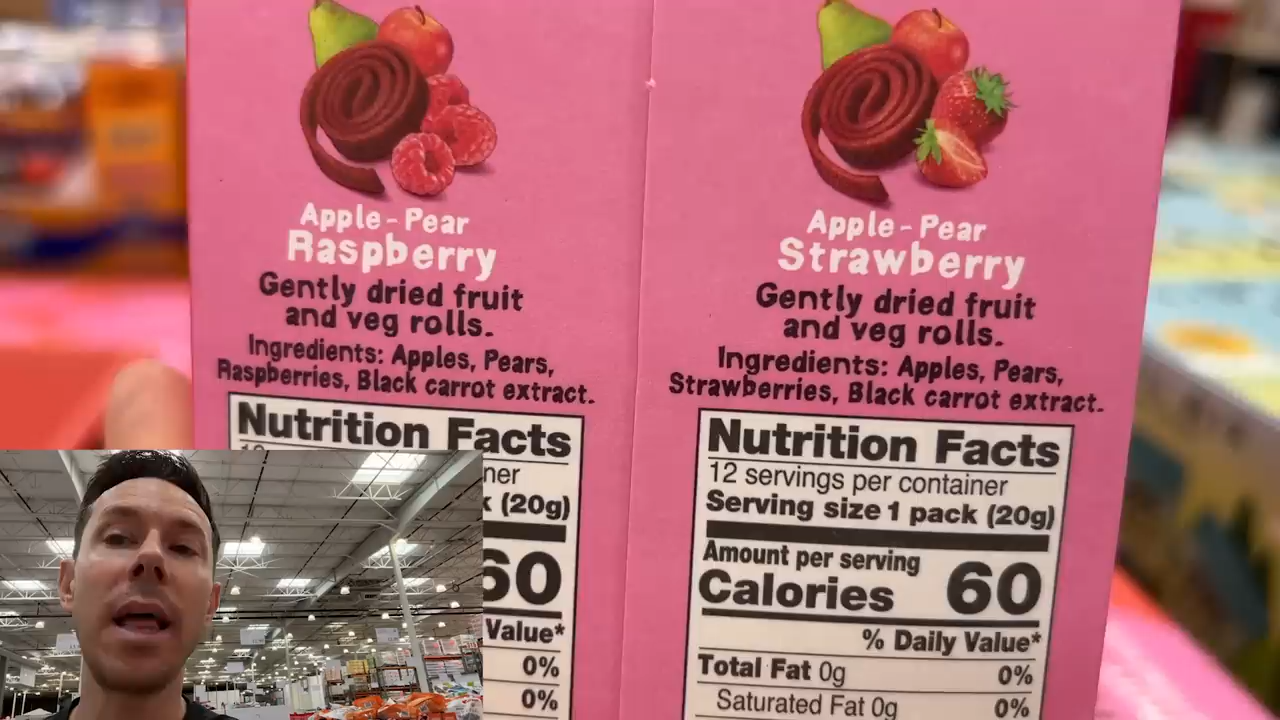 Apple-Pear
Raspberry
Gently dried fruit
and veg rolls.
Ingredients: Apples, Pears,
Raspberries, Black carrot extract.
Nutrition Facts
(20g)
60
Value*
0%
0%
Apple-Pear
Strawberry
Gently dried fruit
and veg rolls.
Ingredients: Apples, Pears,
Strawberries, Black carrot extract.
Nutrition Facts
12 servings per container
Serving size 1 pack (20g)
Amount per serving
Calories 60
% Daily Value*
Total Fat 0g 0%
Saturated Fat 0g 0%